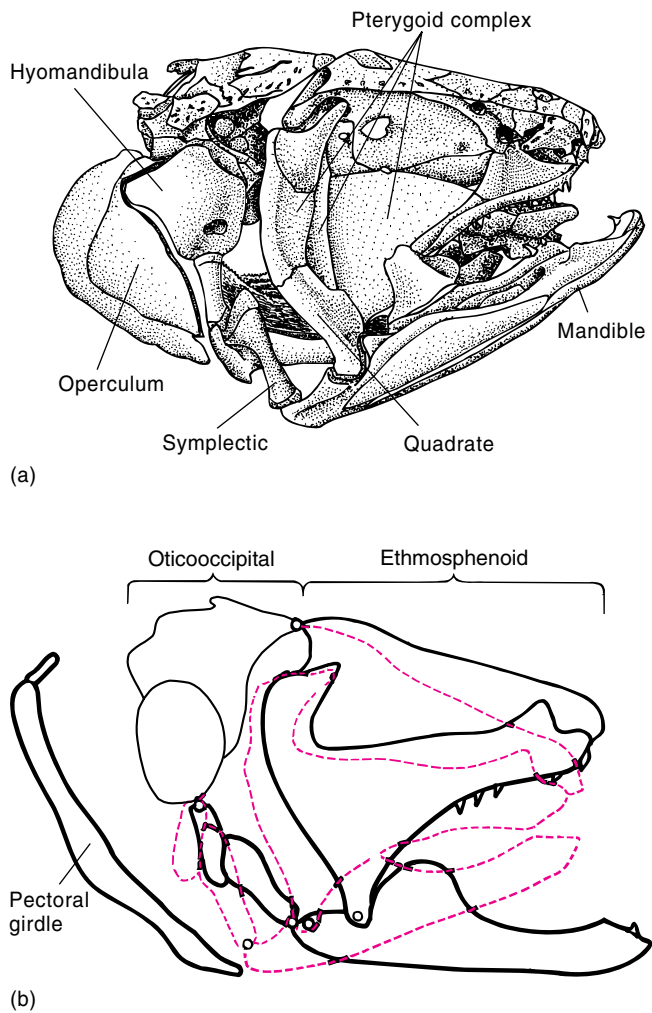 Pterygoid complex
Hyomandibula
Mandible
Operculum
Symplectic
Quadrate
(a)
Oticooccipital
Ethmosphenoid
Pectoral
girdle
(b)